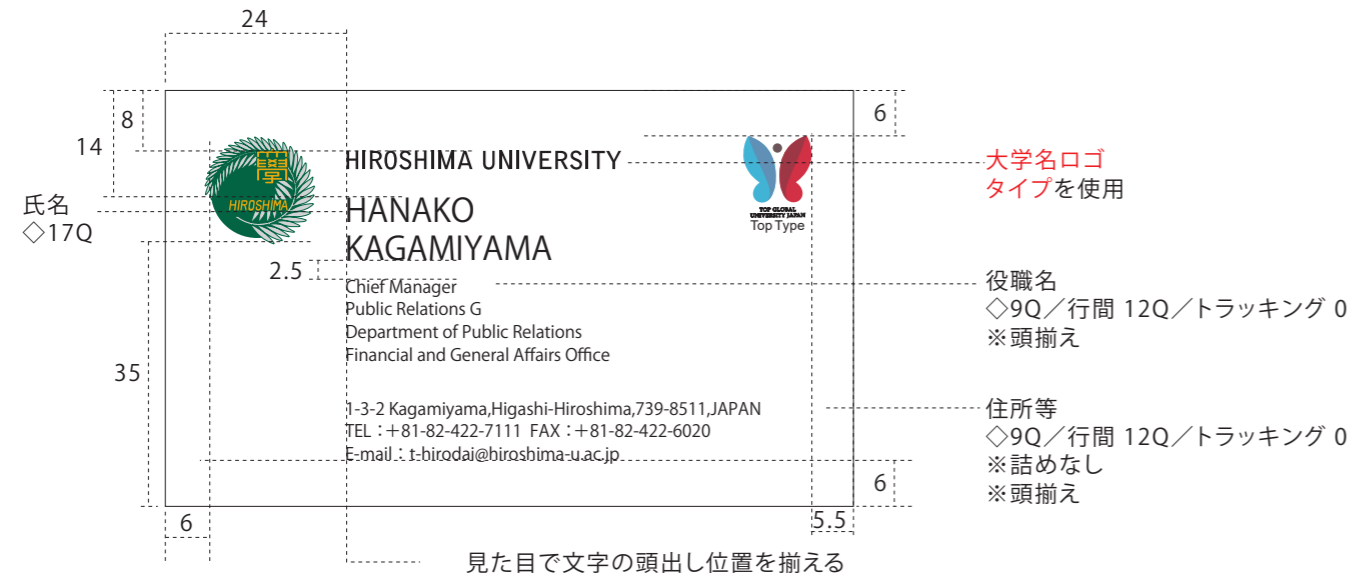 24
8
14
6
學
HIROSHIMA
HIROSHIMA UNIVERSITY
TOP GLOBAL
UNIVERSITY JAPAN
Top Type
大学名ロゴ
タイプを使用
氏名
◇17Q
HANAKO
KAGAMIYAMA
2.5
Chief Manager
Public Relations G
Department of Public Relations
Financial and General Affairs Office
役職名
◇9Q／行間 12Q／トラッキング 0
※頭揃え
35
1-3-2 Kagamiyama,Higashi-Hiroshima,739-8511,JAPAN
TEL：+81-82-422-7111 FAX：+81-82-422-6020
E-mail：t-hirodai@hiroshima-u.ac.jp
住所等
◇9Q／行間 12Q／トラッキング 0
※詰めなし
※頭揃え
6
6
5.5
見た目で文字の頭出し位置を揃える